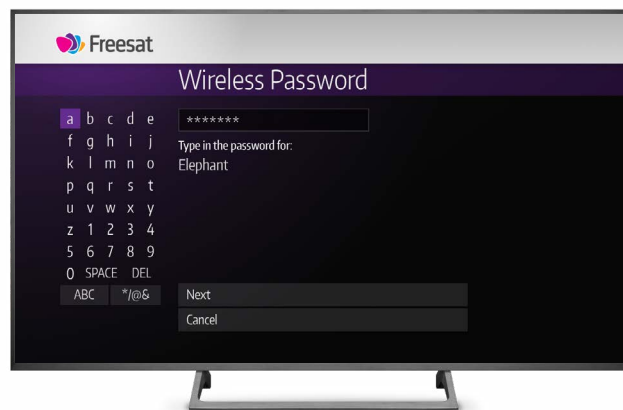 Freesat
Wireless Password
a b c d e
f g h i j
k l m n o
p q r s t
u v w x y
z 1 2 3 4
5 6 7 8 9
0 SPACE DEL
ABC */@&
*******
Type in the password for:
Elephant
Next
Cancel